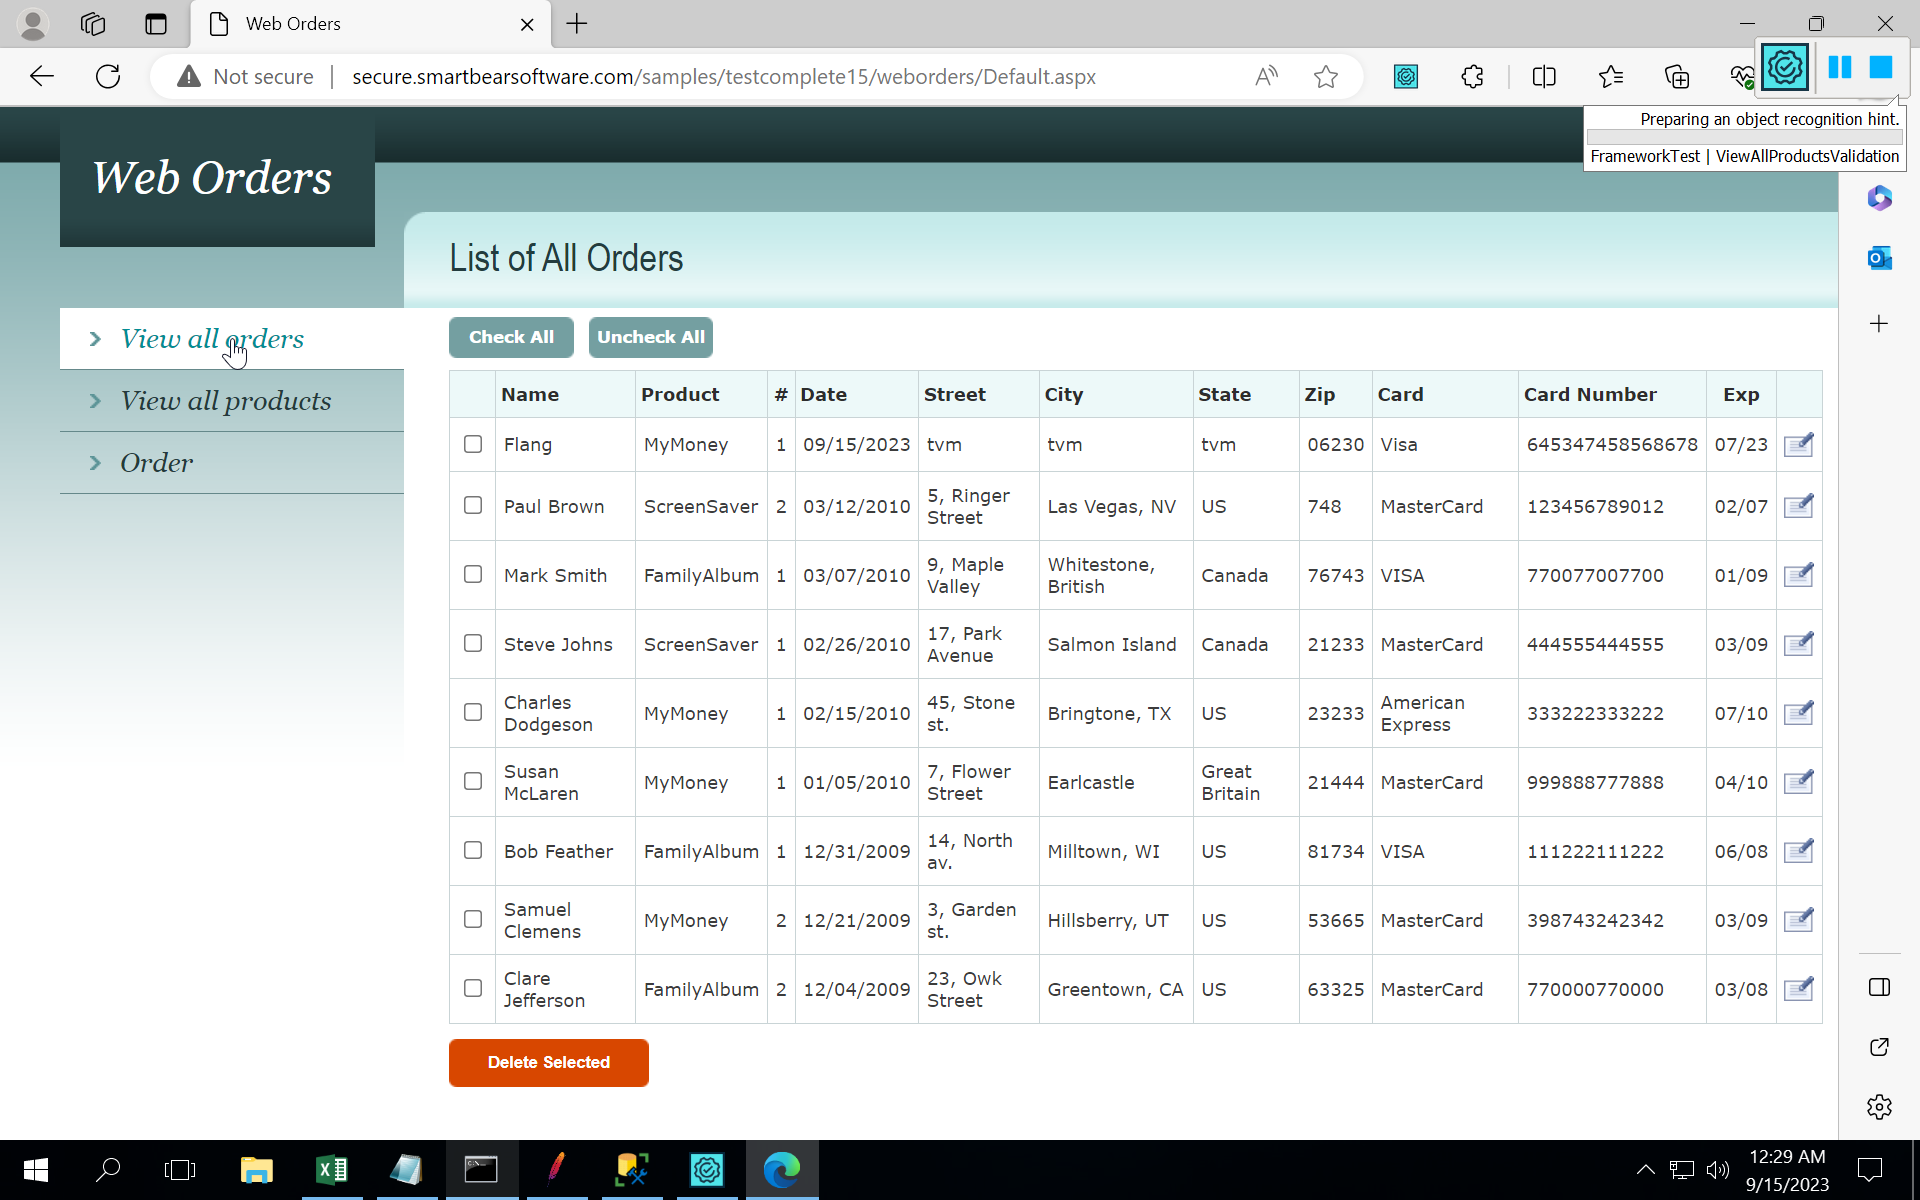 Web Orders
Not secure
secure.smartbearsoftware.com/samples/testcomplete15/weborders/Default.aspx
Preparing an object recognition hint.
FrameworkTest | ViewAllProductsValidation
Web Orders
List of All Orders
View all orders
View all products
Order
Check All Uncheck All
Name Product # Date Street City State Zip Card Card Number Exp
Flang MyMoney 1 09/15/2023 tvm tvm tvm 06230 Visa 645347458568678 07/23
Paul Brown ScreenSaver 2 03/12/2010 5, Ringer Street Las Vegas, NV US 748 MasterCard 123456789012 02/07
Mark Smith FamilyAlbum 1 03/07/2010 9, Maple Valley Whitestone, British Canada 76743 VISA 770077007700 01/09
Steve Johns ScreenSaver 1 02/26/2010 17, Park Avenue Salmon Island Canada 21233 MasterCard 444555444555 03/09
Charles Dodgeson MyMoney 1 02/15/2010 45, Stone st. Bringtone, TX US 23233 American Express 333222333222 07/10
Susan McLaren MyMoney 1 01/05/2010 7, Flower Street Earlcastle Great Britain 21444 MasterCard 999888777888 04/10
Bob Feather FamilyAlbum 1 12/31/2009 14, North av. Milltown, WI US 81734 VISA 111222111222 06/08
Samuel Clemens MyMoney 2 12/21/2009 3, Garden st. Hillsberry, UT US 53665 MasterCard 398743242342 03/09
Clare Jefferson FamilyAlbum 2 12/04/2009 23, Owk Street Greentown, CA US 63325 MasterCard 770000770000 03/08
Delete Selected
12:29 AM
9/15/2023